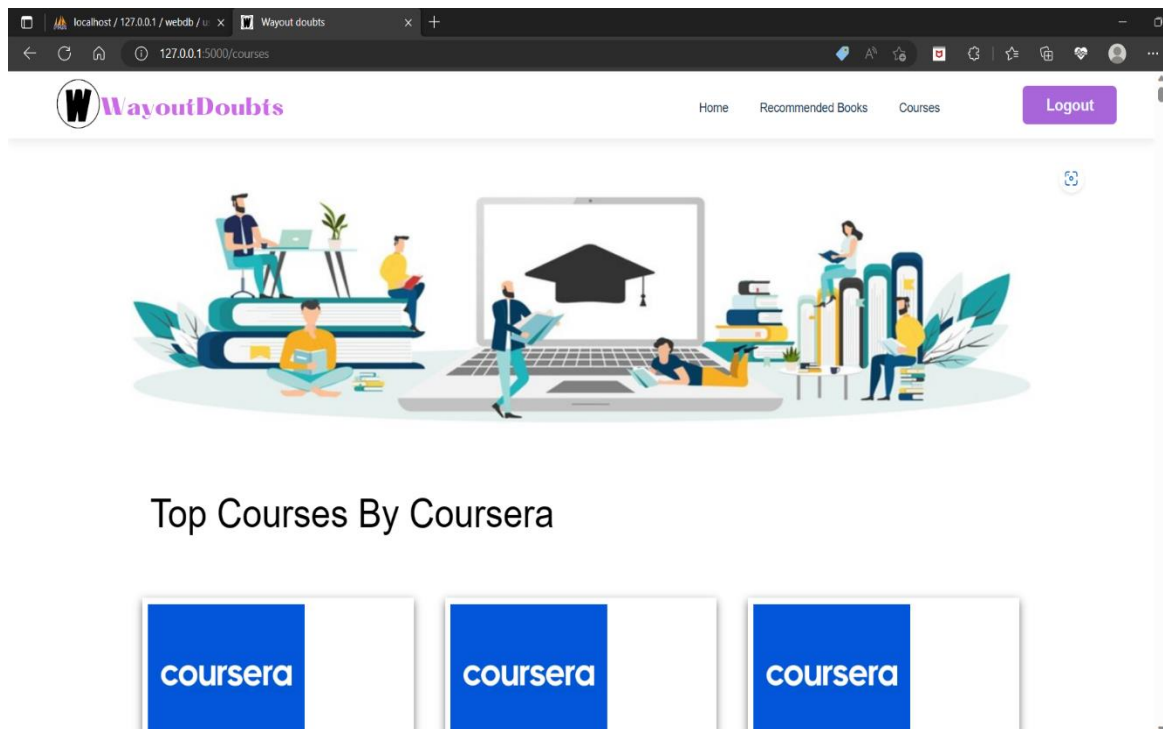 localhost / 127.0.0.1 / webdb / u
Wayout doubts
127.0.0.1:5000/courses
W WayoutDoubts
Home Recommended Books Courses Logout
Top Courses By Coursera
coursera coursera coursera